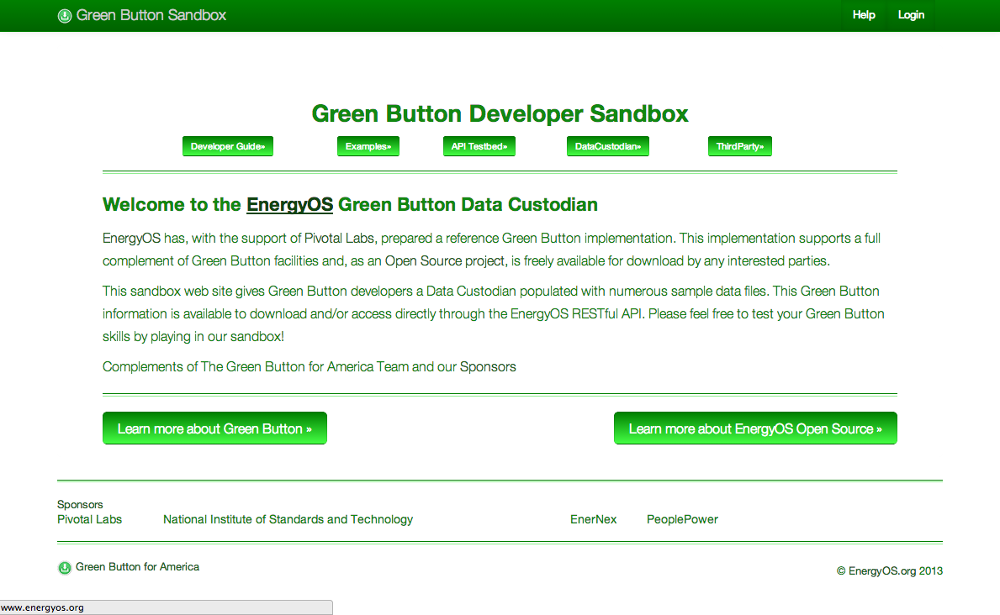 Green Button Sandbox
Help
Login
Green Button Developer Sandbox
Developer Guide»
Examples»
API Testbed»
DataCustodian»
ThirdParty»
Welcome to the EnergyOS Green Button Data Custodian
EnergyOS has, with the support of Pivotal Labs, prepared a reference Green Button implementation. This implementation supports a full
complement of Green Button facilities and, as an Open Source project, is freely available for download by any interested parties.
This sandbox web site gives Green Button developers a Data Custodian populated with numerous sample data files. This Green Button
information is available to download and/or access directly through the EnergyOS RESTful API. Please feel free to test your Green Button
skills by playing in our sandbox!
Complements of The Green Button for America Team and our Sponsors
Learn more about Green Button »
Learn more about EnergyOS Open Source »
Sponsors
Pivotal Labs
National Institute of Standards and Technology
EnerNex
PeoplePower
Green Button for America
© EnergyOS.org 2013
www.energyos.org